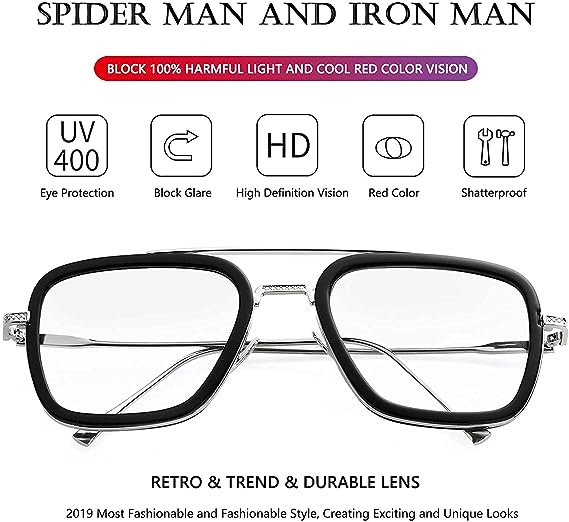 SPIDER MAN AND IRON MAN
BLOCK 100% HARMFUL LIGHT AND COOL RED COLOR VISION
UV
400
HD
Eye Protection
Block Glare
High Definition Vision
Red Color
Shatterproof
RETRO & TREND & DURABLE LENS
2019 Most Fashionable and Fashionable Style, Creating Exciting and Unique Looks